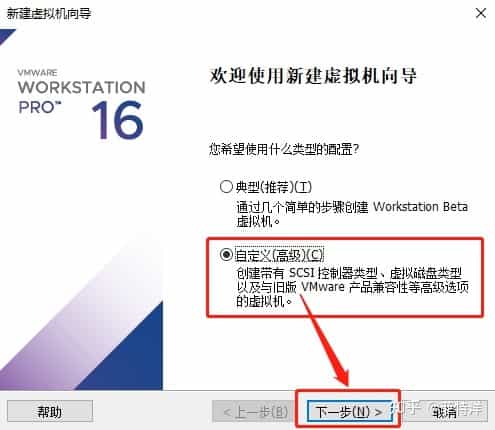 新建虚拟机向导
VMWARE
WORKSTATION
PRO™ 16
欢迎使用新建虚拟机向导
您希望使用什么类型的配置?
典型(推荐)(T)
通过几个简单的步骤创建 Workstation Beta
虚拟机。
自定义(高级)(C)
创建带有 SCSI 控制器类型、虚拟磁盘类型
以及与旧版 VMware 产品兼容性等高级选项
的虚拟机。
帮助
< 上一步(B)
下一步(N) >
取消
知乎